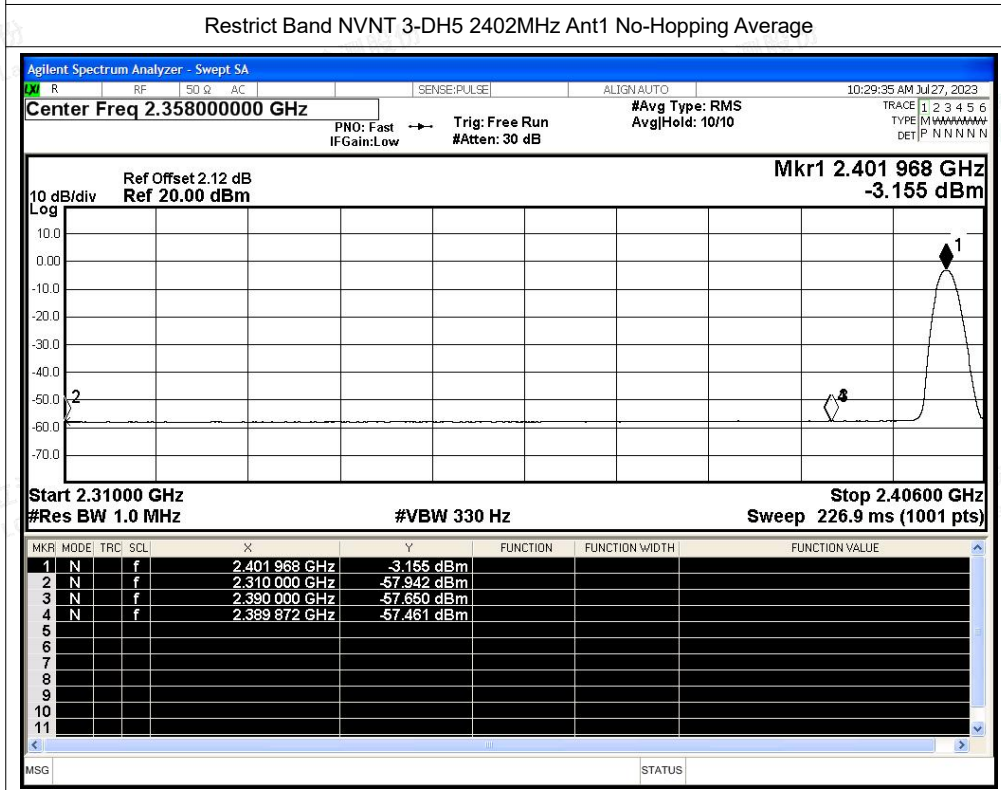 Restrict Band NVNT 3-DH5 2402MHz Ant1 No-Hopping Average
Agilent Spectrum Analyzer - Swept SA
LXI R RF 50 Ω AC SENSE:PULSE ALIGN AUTO 10:29:35 AM Jul 27, 2023
Center Freq 2.358000000 GHz
PNO: Fast
IFGain:Low
Trig: Free Run
#Atten: 30 dB
#Avg Type: RMS
Avg|Hold: 10/10
TRACE 1 2 3 4 5 6
TYPE M
DET P N N N N N
Mkr1 2.401 968 GHz
-3.155 dBm
Ref Offset 2.12 dB
10 dB/div Ref 20.00 dBm
Log
10.0
0.00
-10.0
-20.0
-30.0
-40.0
-50.0
-60.0
-70.0
1
2
Start 2.31000 GHz Stop 2.40600 GHz
#Res BW 1.0 MHz #VBW 330 Hz Sweep 226.9 ms (1001 pts)
MKR MODE TRC SCL X Y FUNCTION FUNCTION WIDTH FUNCTION VALUE
1 N f 2.401 968 GHz -3.155 dBm
2 N f 2.310 000 GHz -57.942 dBm
3 N f 2.390 000 GHz -57.650 dBm
4 N f 2.389 872 GHz -57.461 dBm
5
6
7
8
9
10
11
MSG STATUS